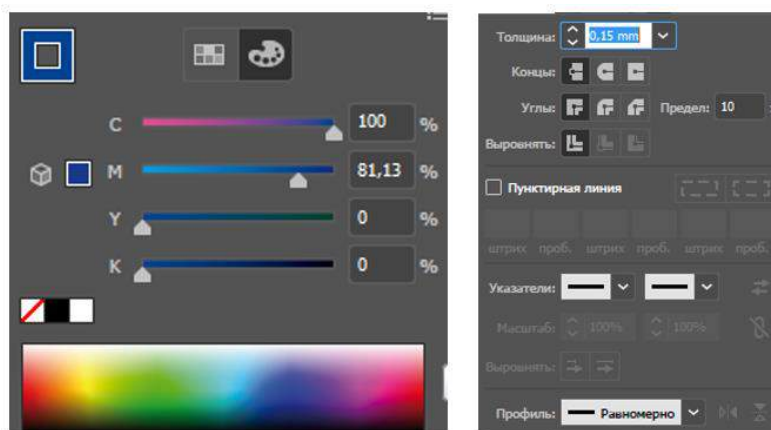 C 100 %
M 81,13 %
Y 0 %
K 0 %
Толщина: 0,15 mm
Концы:
Углы: Предел: 10
Выровнять:
Пунктирная линия
штрих проб. штрих проб. штрих проб.
Указатели:
Масштаб: 100% 100%
Выровнять:
Профиль: Равномерно